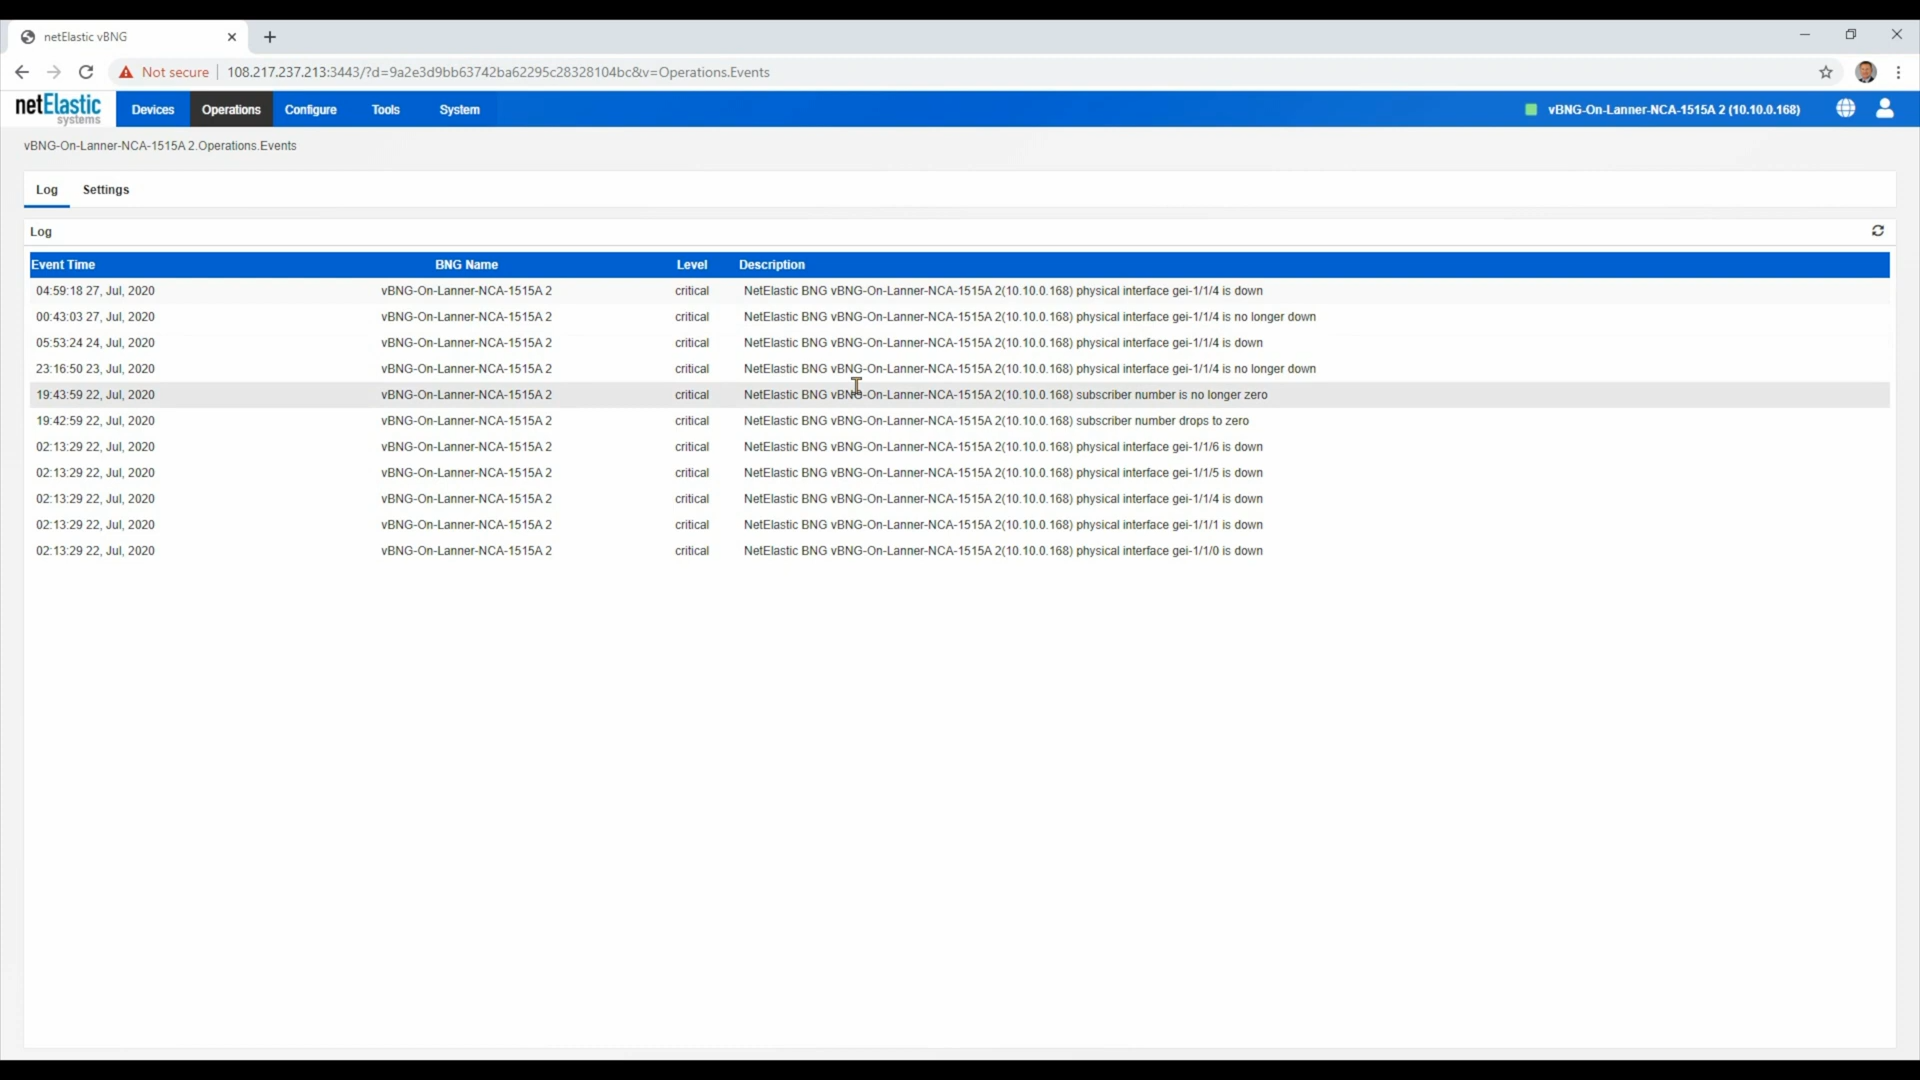 netElastic vBNG
Not secure 108.217.237.213:3443/?d=9a2e3d9bb63742ba62295c28328104bc&v=Operations.Events
netElastic systems Devices Operations Configure Tools System vBNG-On-Lanner-NCA-1515A 2 (10.10.0.168)
vBNG-On-Lanner-NCA-1515A 2.Operations.Events
Log Settings
Log
Event Time BNG Name Level Description
04:59:18 27, Jul, 2020 vBNG-On-Lanner-NCA-1515A 2 critical NetElastic BNG vBNG-On-Lanner-NCA-1515A 2(10.10.0.168) physical interface gei-1/1/4 is down
00:43:03 27, Jul, 2020 vBNG-On-Lanner-NCA-1515A 2 critical NetElastic BNG vBNG-On-Lanner-NCA-1515A 2(10.10.0.168) physical interface gei-1/1/4 is no longer down
05:53:24 24, Jul, 2020 vBNG-On-Lanner-NCA-1515A 2 critical NetElastic BNG vBNG-On-Lanner-NCA-1515A 2(10.10.0.168) physical interface gei-1/1/4 is down
23:16:50 23, Jul, 2020 vBNG-On-Lanner-NCA-1515A 2 critical NetElastic BNG vBNG-On-Lanner-NCA-1515A 2(10.10.0.168) physical interface gei-1/1/4 is no longer down
19:43:59 22, Jul, 2020 vBNG-On-Lanner-NCA-1515A 2 critical NetElastic BNG vBNG-On-Lanner-NCA-1515A 2(10.10.0.168) subscriber number is no longer zero
19:42:59 22, Jul, 2020 vBNG-On-Lanner-NCA-1515A 2 critical NetElastic BNG vBNG-On-Lanner-NCA-1515A 2(10.10.0.168) subscriber number drops to zero
02:13:29 22, Jul, 2020 vBNG-On-Lanner-NCA-1515A 2 critical NetElastic BNG vBNG-On-Lanner-NCA-1515A 2(10.10.0.168) physical interface gei-1/1/6 is down
02:13:29 22, Jul, 2020 vBNG-On-Lanner-NCA-1515A 2 critical NetElastic BNG vBNG-On-Lanner-NCA-1515A 2(10.10.0.168) physical interface gei-1/1/5 is down
02:13:29 22, Jul, 2020 vBNG-On-Lanner-NCA-1515A 2 critical NetElastic BNG vBNG-On-Lanner-NCA-1515A 2(10.10.0.168) physical interface gei-1/1/4 is down
02:13:29 22, Jul, 2020 vBNG-On-Lanner-NCA-1515A 2 critical NetElastic BNG vBNG-On-Lanner-NCA-1515A 2(10.10.0.168) physical interface gei-1/1/1 is down
02:13:29 22, Jul, 2020 vBNG-On-Lanner-NCA-1515A 2 critical NetElastic BNG vBNG-On-Lanner-NCA-1515A 2(10.10.0.168) physical interface gei-1/1/0 is down